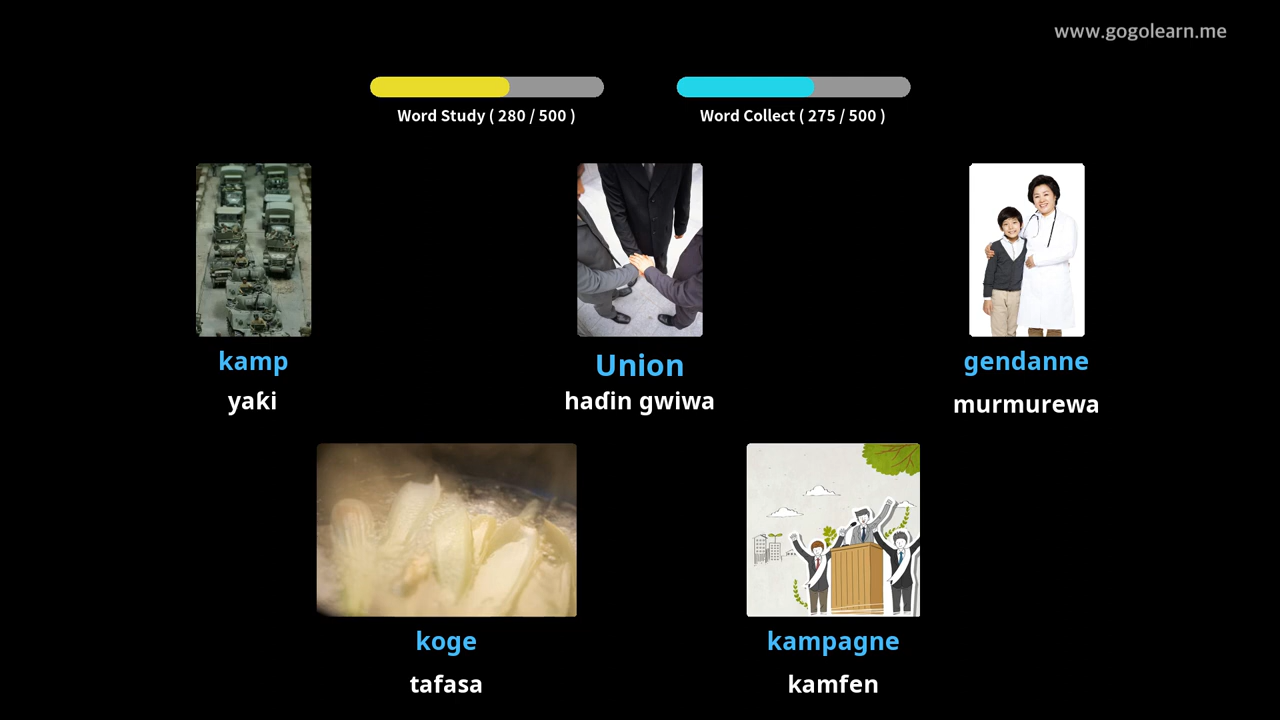 www.gogolearn.me
Word Study ( 280 / 500 )
Word Collect ( 275 / 500 )
kamp
yaƙi
Union
haɗin gwiwa
gendanne
murmurewa
koge
tafasa
kampagne
kamfen